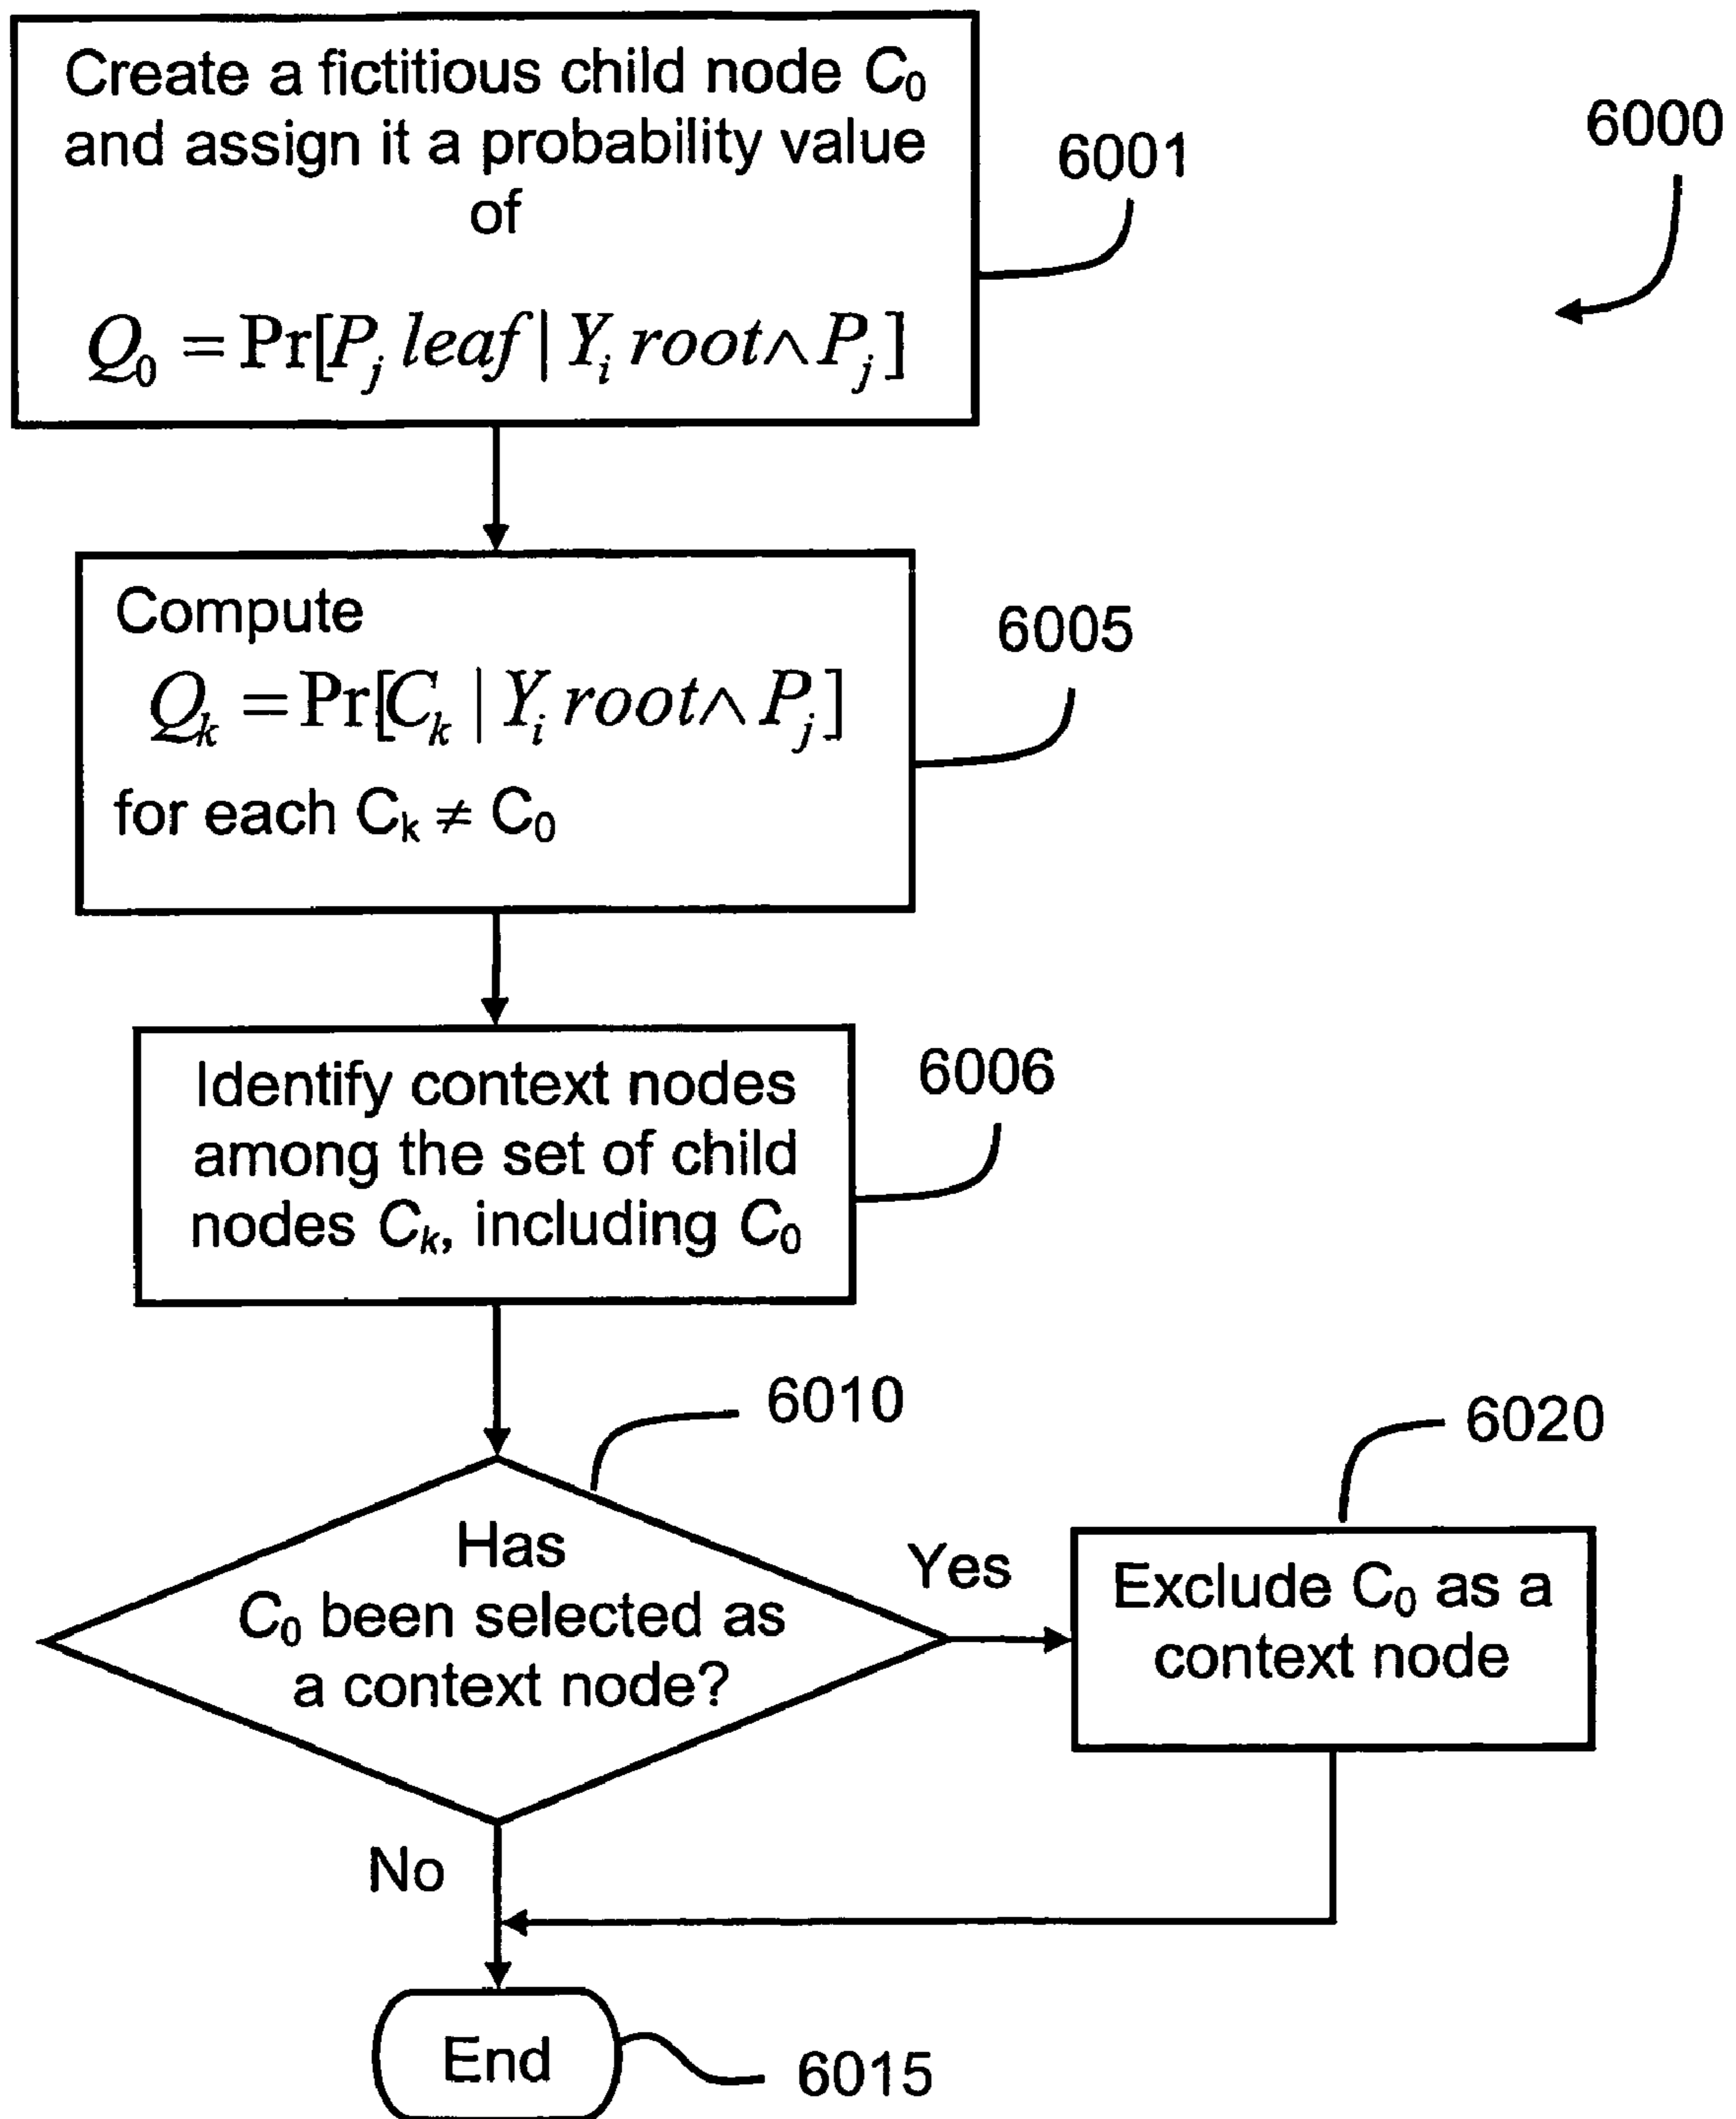 Create a fictitious child node C₀
and assign it a probability value
of
Q₀ = Pr[Pⱼ leaf | Yᵢ root ∧ Pⱼ]
6001
6000
Compute
Qₖ = Pr[Cₖ | Yᵢ root ∧ Pⱼ]
for each Cₖ ≠ C₀
6005
Identify context nodes
among the set of child
nodes Cₖ, including C₀
6006
6010
Has
C₀ been selected as
a context node?
Yes
6020
Exclude C₀ as a
context node
No
End
6015